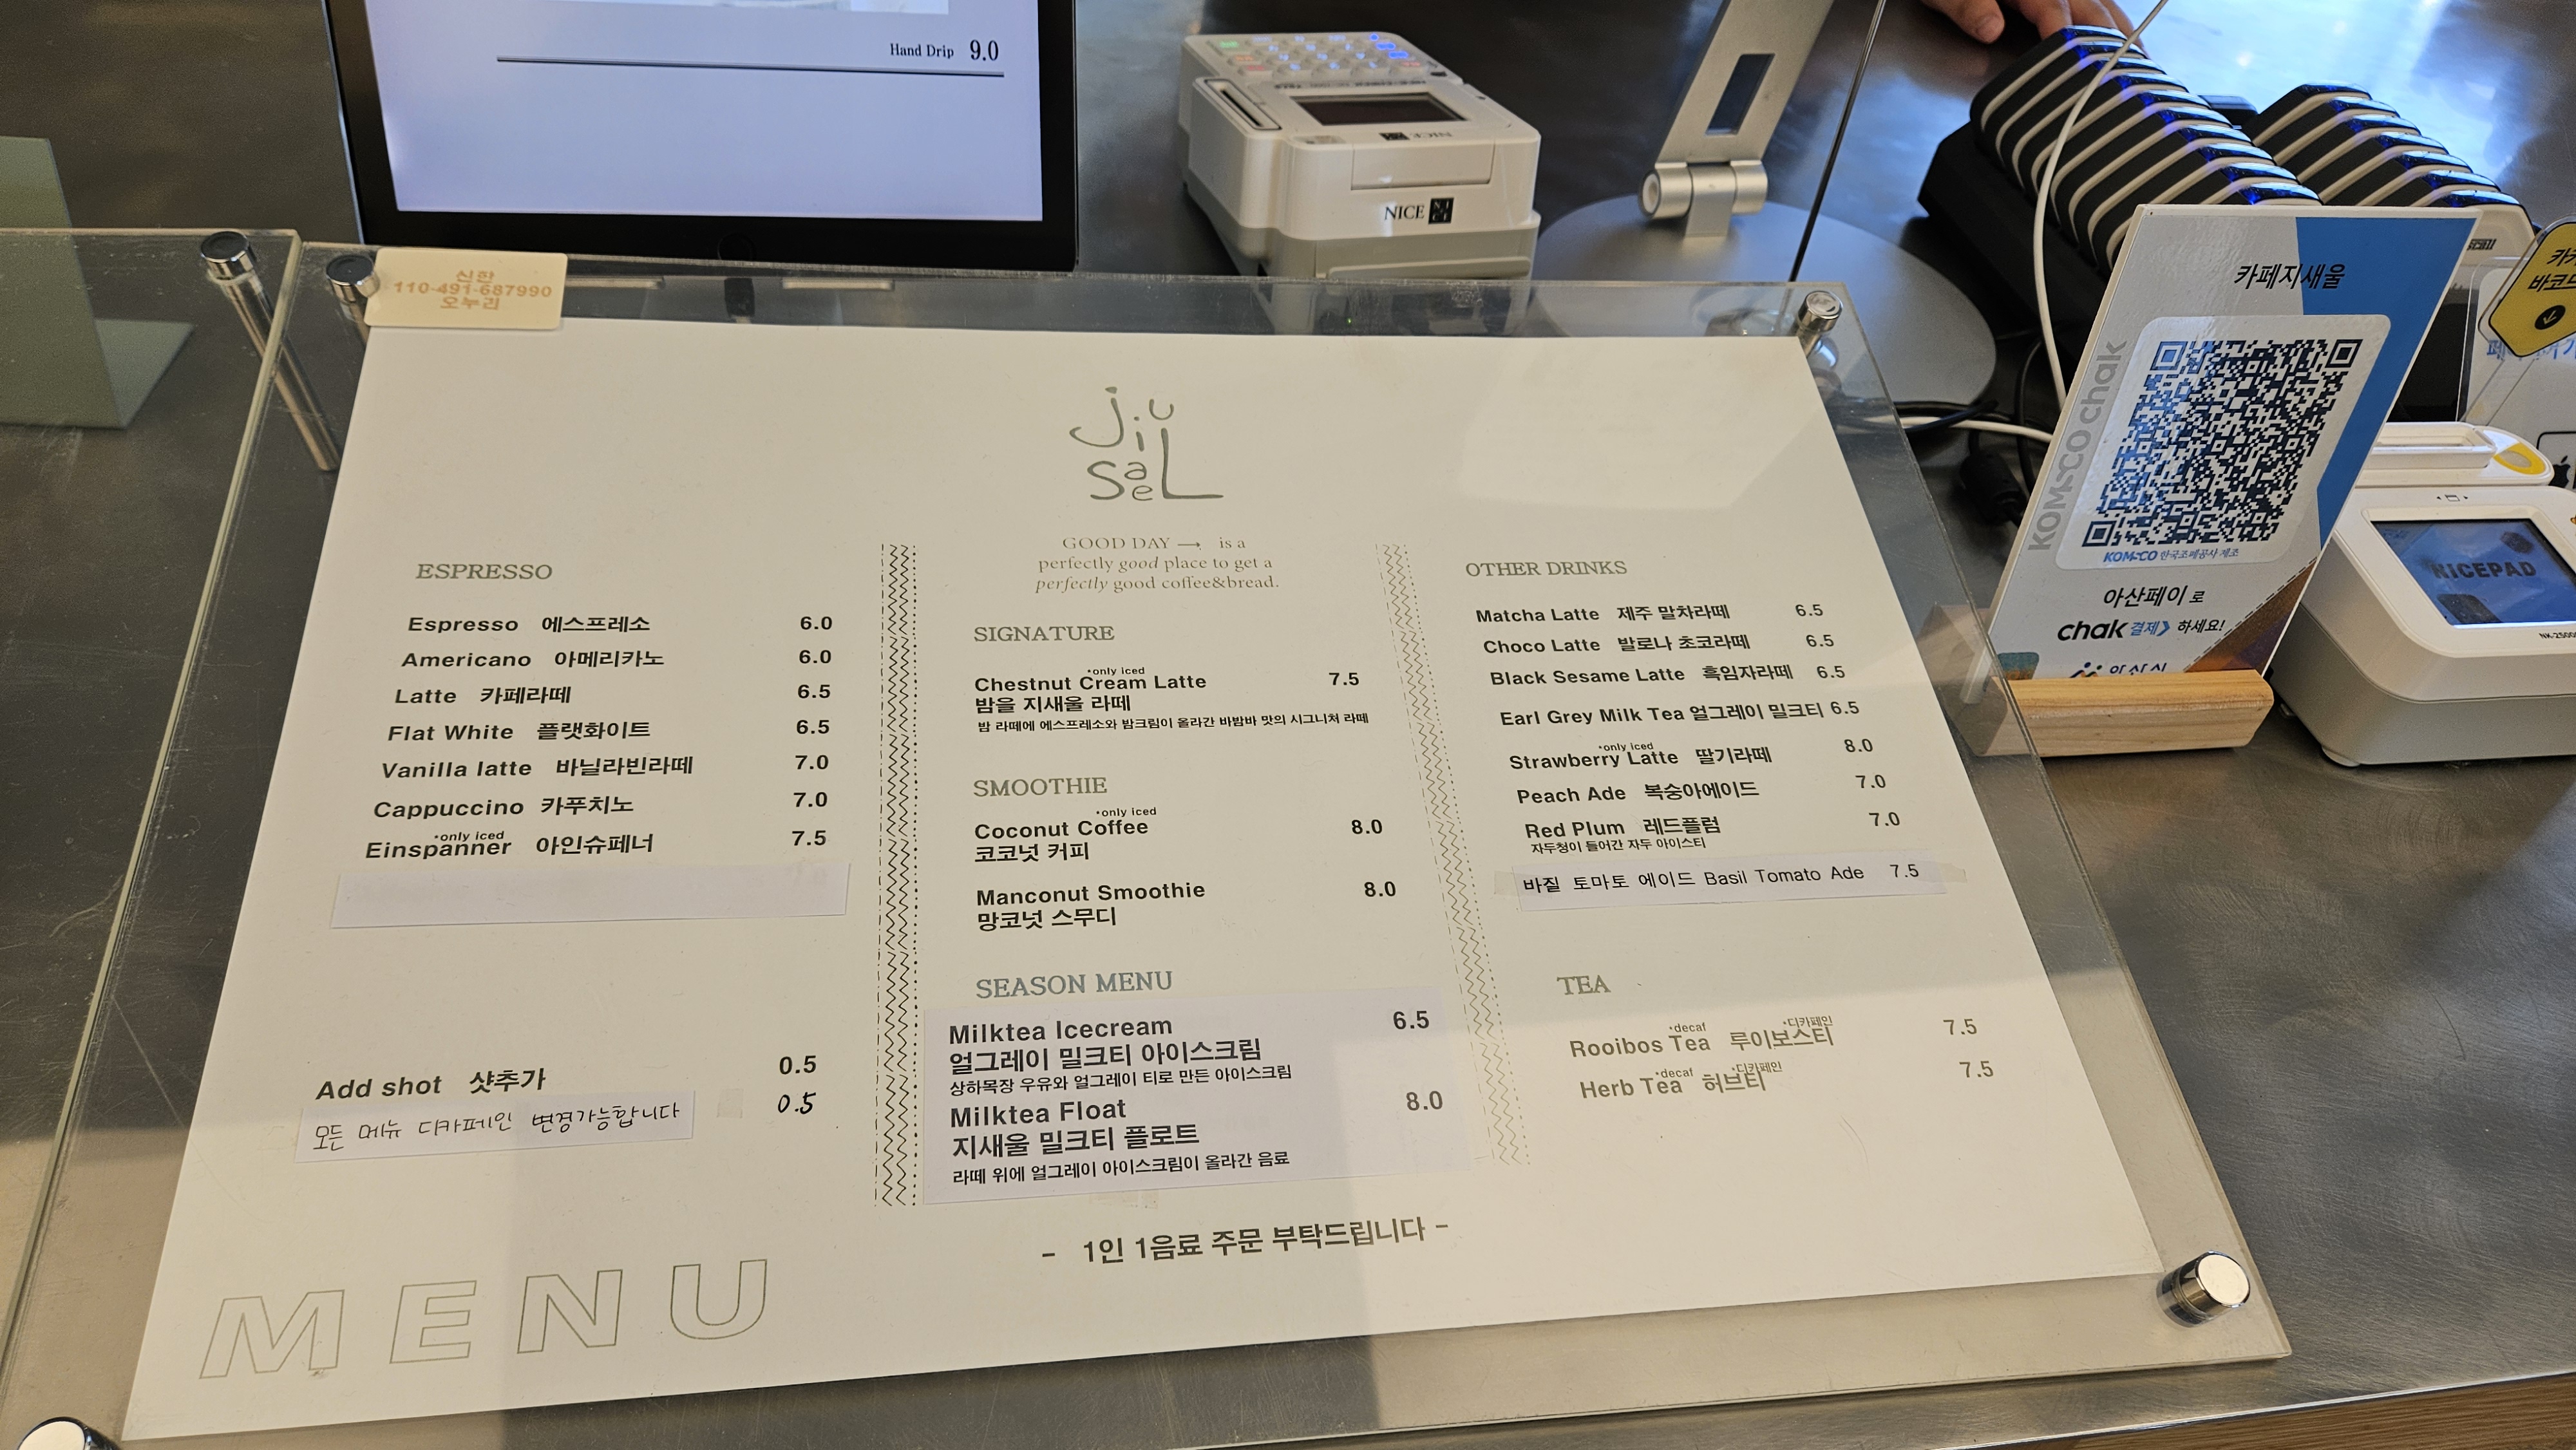 Hand Drip 9.0
NICE
신한
110-491-687990
오누리
카페지새울
KOMSCO chak
KOMSCO 한국조폐공사 제조
아산페이로
chak 결제 하세요!
NICEPAD
jiu
saeL
GOOD DAY → is a
perfectly good place to get a
perfectly good coffee&bread.
ESPRESSO
Espresso 에스프레소 6.0
Americano 아메리카노 6.0
Latte 카페라떼 6.5
Flat White 플랫화이트 6.5
Vanilla latte 바닐라빈라떼 7.0
Cappuccino 카푸치노 7.0
*only iced
Einspanner 아인슈페너 7.5
Add shot 샷추가 0.5
모든 메뉴 디카페인 변경가능합니다 0.5
SIGNATURE
*only iced
Chestnut Cream Latte 7.5
밤을 지새울 라떼
밤 라떼에 에스프레소와 밤크림이 올라간 바밤바 맛의 시그니쳐 라떼
SMOOTHIE
*only iced
Coconut Coffee 8.0
코코넛 커피
Manconut Smoothie 8.0
망코넛 스무디
SEASON MENU
Milktea Icecream 6.5
얼그레이 밀크티 아이스크림
상하목장 우유와 얼그레이 티로 만든 아이스크림
Milktea Float 8.0
지새울 밀크티 플로트
라떼 위에 얼그레이 아이스크림이 올라간 음료
OTHER DRINKS
Matcha Latte 제주 말차라떼 6.5
Choco Latte 발로나 초코라떼 6.5
Black Sesame Latte 흑임자라떼 6.5
Earl Grey Milk Tea 얼그레이 밀크티 6.5
*only iced
Strawberry Latte 딸기라떼 8.0
Peach Ade 복숭아에이드 7.0
Red Plum 레드플럼 7.0
자두청이 들어간 자두 아이스티
바질 토마토 에이드 Basil Tomato Ade 7.5
TEA
*decaf *디카페인
Rooibos Tea 루이보스티 7.5
*decaf *디카페인
Herb Tea 허브티 7.5
- 1인 1음료 주문 부탁드립니다 -
MENU